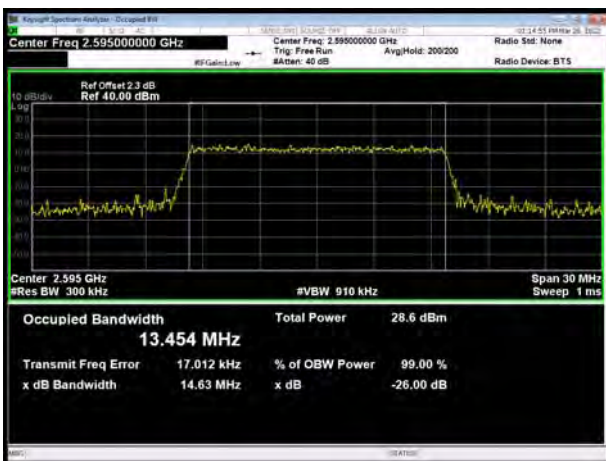 Keysight Spectrum Analyzer - Occupied BW
Center Freq 2.595000000 GHz
Center Freq: 2.595000000 GHz
Radio Std: None
Trig: Free Run
Avg|Hold: 200/200
#IFGain:Low
#Atten: 40 dB
Radio Device: BTS
Ref Offset 2.3 dB
10 dB/div
Ref 40.00 dBm
Log
Center 2.595 GHz
Span 30 MHz
#Res BW 300 kHz
#VBW 910 kHz
Sweep 1 ms
Occupied Bandwidth
Total Power
28.6 dBm
13.454 MHz
Transmit Freq Error
17.012 kHz
% of OBW Power
99.00 %
x dB Bandwidth
14.63 MHz
x dB
-26.00 dB
MSG
STATUS